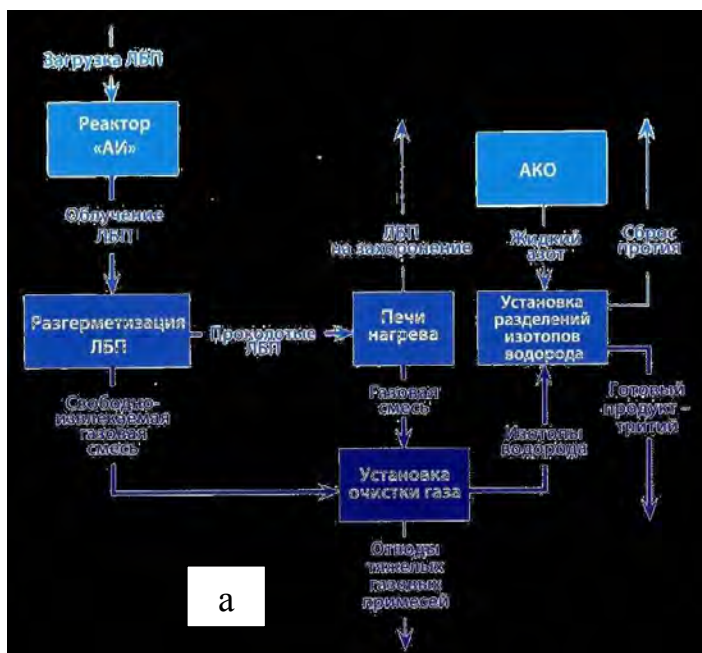 Загрузка ЛБП
Реактор
«АИ»
Облучение
ЛБП
Разгерметизация
ЛБП
Проколотые
ЛБП
Свободно-
извлекаемая
газовая
смесь
ЛБП
на захоронение
Печи
нагрева
Газовая
смесь
Установка
очистки газа
Отводы
тяжелых
газовых
примесей
АКО
Жидкий
азот
Установка
разделений
изотопов
водорода
Изотопы
водорода
Сброс
протия
Готовый
продукт –
тритий
а